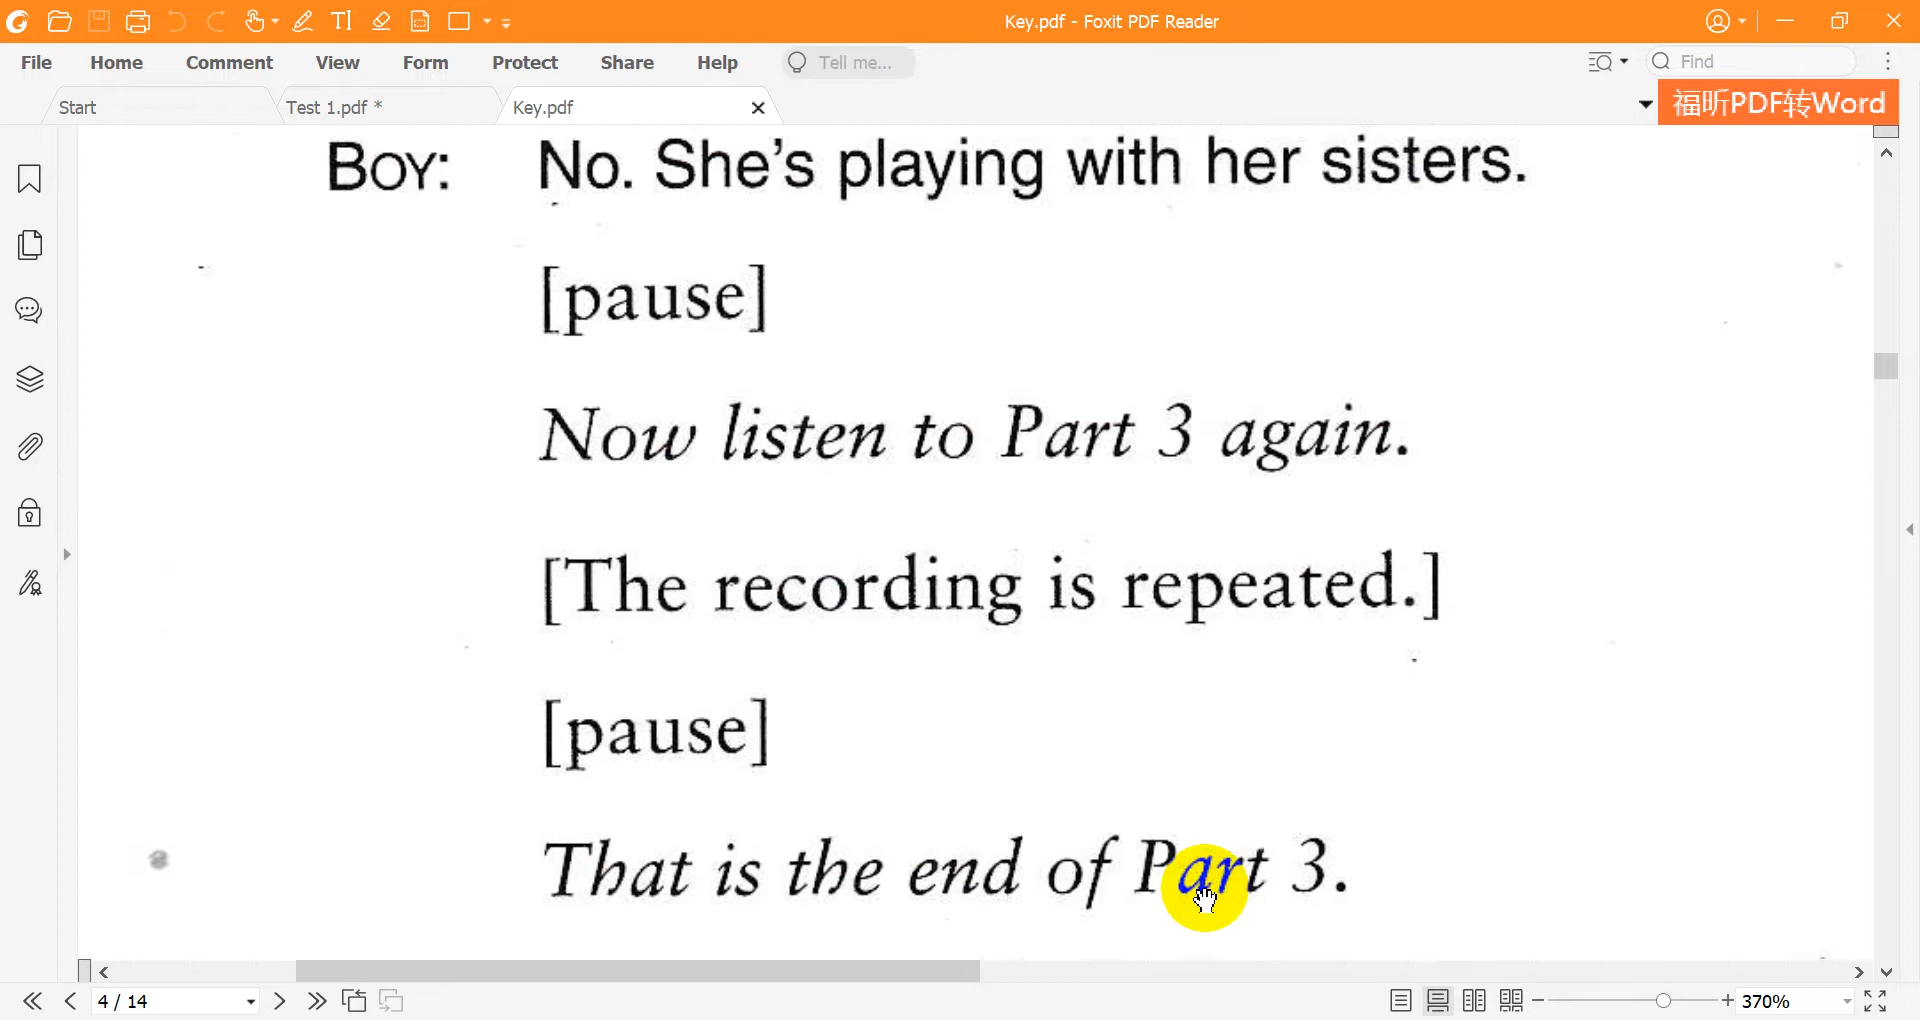 Key.pdf - Foxit PDF Reader
File Home Comment View Form Protect Share Help Tell me... Find
Start Test 1.pdf * Key.pdf 福昕PDF转Word
BOY: No. She's playing with her sisters.
[pause]
Now listen to Part 3 again.
[The recording is repeated.]
[pause]
That is the end of Part 3.
4 / 14 370%